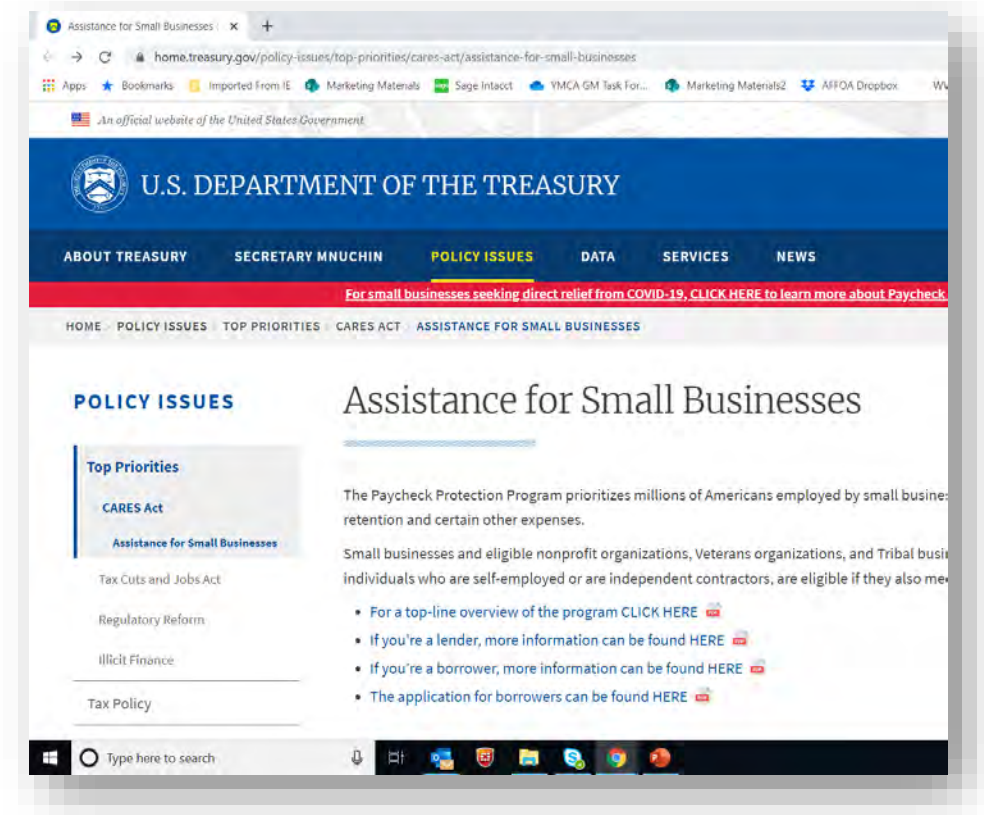 Assistance for Small Businesses
home.treasury.gov/policy-issues/top-priorities/cares-act/assistance-for-small-businesses
Apps Bookmarks Imported From IE Marketing Materials Sage Intacct YMCA GM Task For... Marketing Materials2 AFFOA Dropbox
An official website of the United States Government
U.S. DEPARTMENT OF THE TREASURY
ABOUT TREASURY SECRETARY MNUCHIN POLICY ISSUES DATA SERVICES NEWS
For small businesses seeking direct relief from COVID-19, CLICK HERE to learn more about Paycheck
HOME POLICY ISSUES TOP PRIORITIES CARES ACT ASSISTANCE FOR SMALL BUSINESSES
POLICY ISSUES
Top Priorities
CARES Act
Assistance for Small Businesses
Tax Cuts and Jobs Act
Regulatory Reform
Illicit Finance
Tax Policy
Assistance for Small Businesses
The Paycheck Protection Program prioritizes millions of Americans employed by small
retention and certain other expenses.
Small businesses and eligible nonprofit organizations, Veterans organizations, and Tribal
individuals who are self-employed or are independent contractors, are eligible if they also
• For a top-line overview of the program CLICK HERE
• If you're a lender, more information can be found HERE
• If you're a borrower, more information can be found HERE
• The application for borrowers can be found HERE
Type here to search